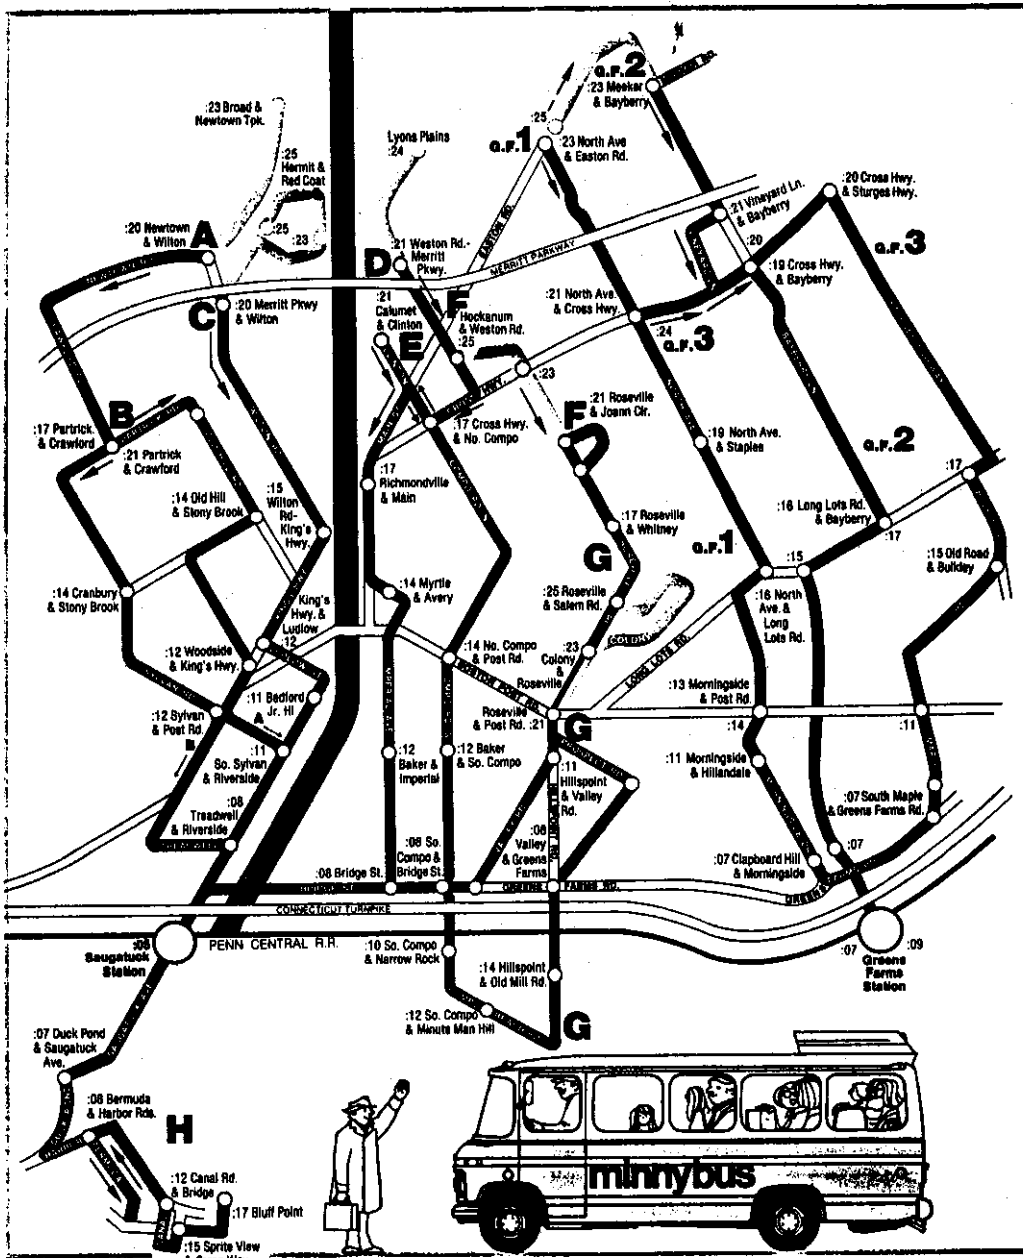 G.F.2
:23 Meeker
& Bayberry
:23 Broad &
Newtown Tpk.
:25
Lyons Plains
:24
G.F.1
:23 North Ave
& Easton Rd.
:25
Hermit &
Red Coat
:20 Cross Hwy.
& Sturges Hwy.
:21 Vineyard Ln.
& Bayberry
:20 Newtown
& Wilton
A
:25
:23
:21 Weston Rd.-
Merritt
Pkwy.
D
EASTON RD.
MERRITT PARKWAY
:20
G.F.3
:19 Cross Hwy.
& Bayberry
C
:20 Merritt Pkwy
& Wilton
:21
Calumet
& Clinton
E
F
Hockanum
& Weston Rd.
:25
:21 North Ave.
& Cross Hwy.
:24
G.F.3
:23
HWY.
B
:17 Partrick
& Crawford
:21 Partrick
& Crawford
:17 Cross Hwy.
& No. Compo
F
:21 Roseville
& Joann Cir.
:19 North Ave.
& Staples
G.F.2
:17
:14 Old Hill
& Stony Brook
:15
Wilton
Rd-
King's
Hwy.
:17
Richmondville
& Main
:17 Roseville
& Whitney
:16 Long Lots Rd.
& Bayberry
:17
G.F.1
:15
:15 Old Road
& Bulkley
G
:14 Cranbury
& Stony Brook
King's
Hwy. &
Ludlow
:12
:14 Myrtle
& Avery
:25 Roseville
& Salem Rd.
:16 North
Ave. &
Long
Lots Rd.
COLONY
:12 Woodside
& King's Hwy.
:14 No. Compo
& Post Rd.
:23
Colony
&
Roseville
LONG LOTS RD.
BOSTON POST RD.
:11 Bedford
Jr. Hi
:12 Sylvan
& Post Rd.
A
B
Roseville
& Post Rd. :21
G
:13 Morningside
& Post Rd.
:14
:11
:11
So. Sylvan
& Riverside
:12
Baker &
Imperial
:12 Baker
& So. Compo
:11
Hillspoint
& Valley
Rd.
:11 Morningside
& Hillandale
:08
Treadwell
& Riverside
:07 South Maple
& Greens Farms Rd.
:08 So.
Compo &
Bridge St.
:08
Valley
& Greens
Farms
:08 Bridge St.
:07 Clapboard Hill
& Morningside
:07
GREENS FARMS RD.
CONNECTICUT TURNPIKE
:05
Saugatuck
Station
PENN CENTRAL R.R.
:10 So. Compo
& Narrow Rock
:14 Hillspoint
& Old Mill Rd.
:07
:09
Greens
Farms
Station
:12 So. Compo
& Minute Man Hill
G
:07 Duck Pond
& Saugatuck
Ave.
:08 Bermuda
& Harbor Rds.
H
minnybus
:12 Canal Rd.
& Bridge
:17 Bluff Point
:15 Sprite View